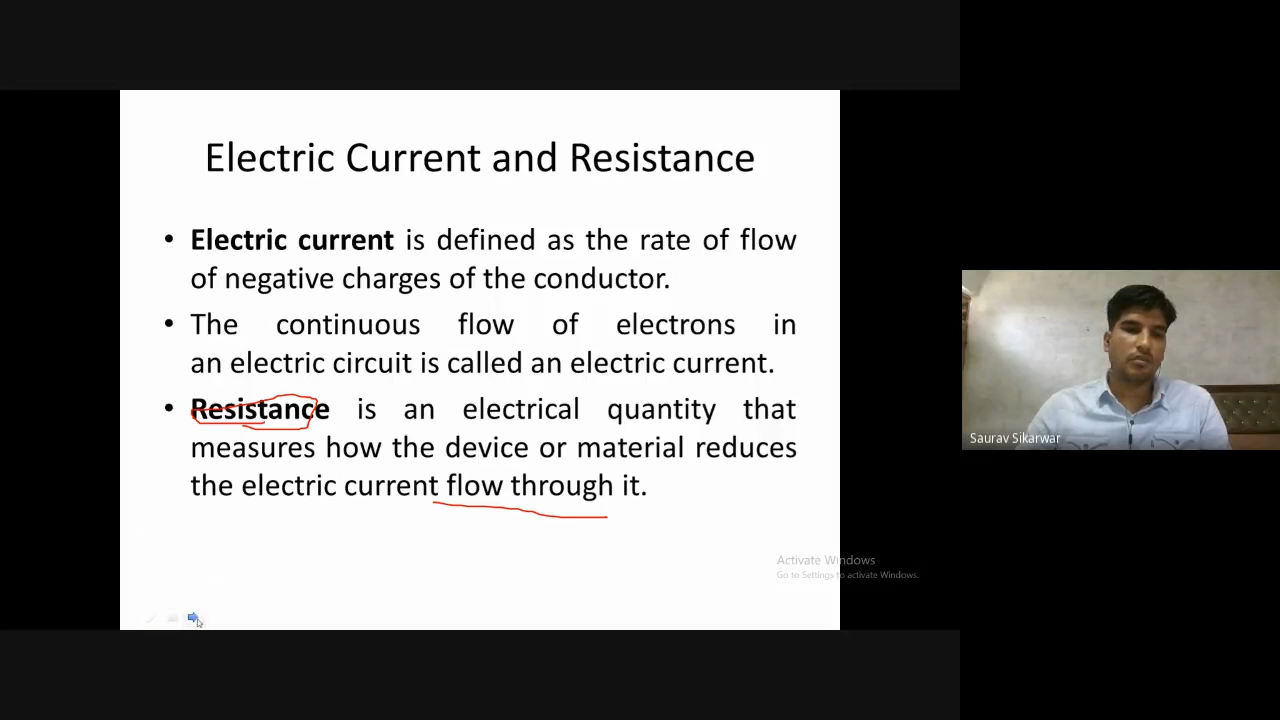 Electric Current and Resistance
• Electric current is defined as the rate of flow
of negative charges of the conductor.
• The continuous flow of electrons in
an electric circuit is called an electric current.
• Resistance is an electrical quantity that
measures how the device or material reduces
the electric current flow through it.
Saurav Sikarwar
Activate Windows
Go to Settings to activate Windows.